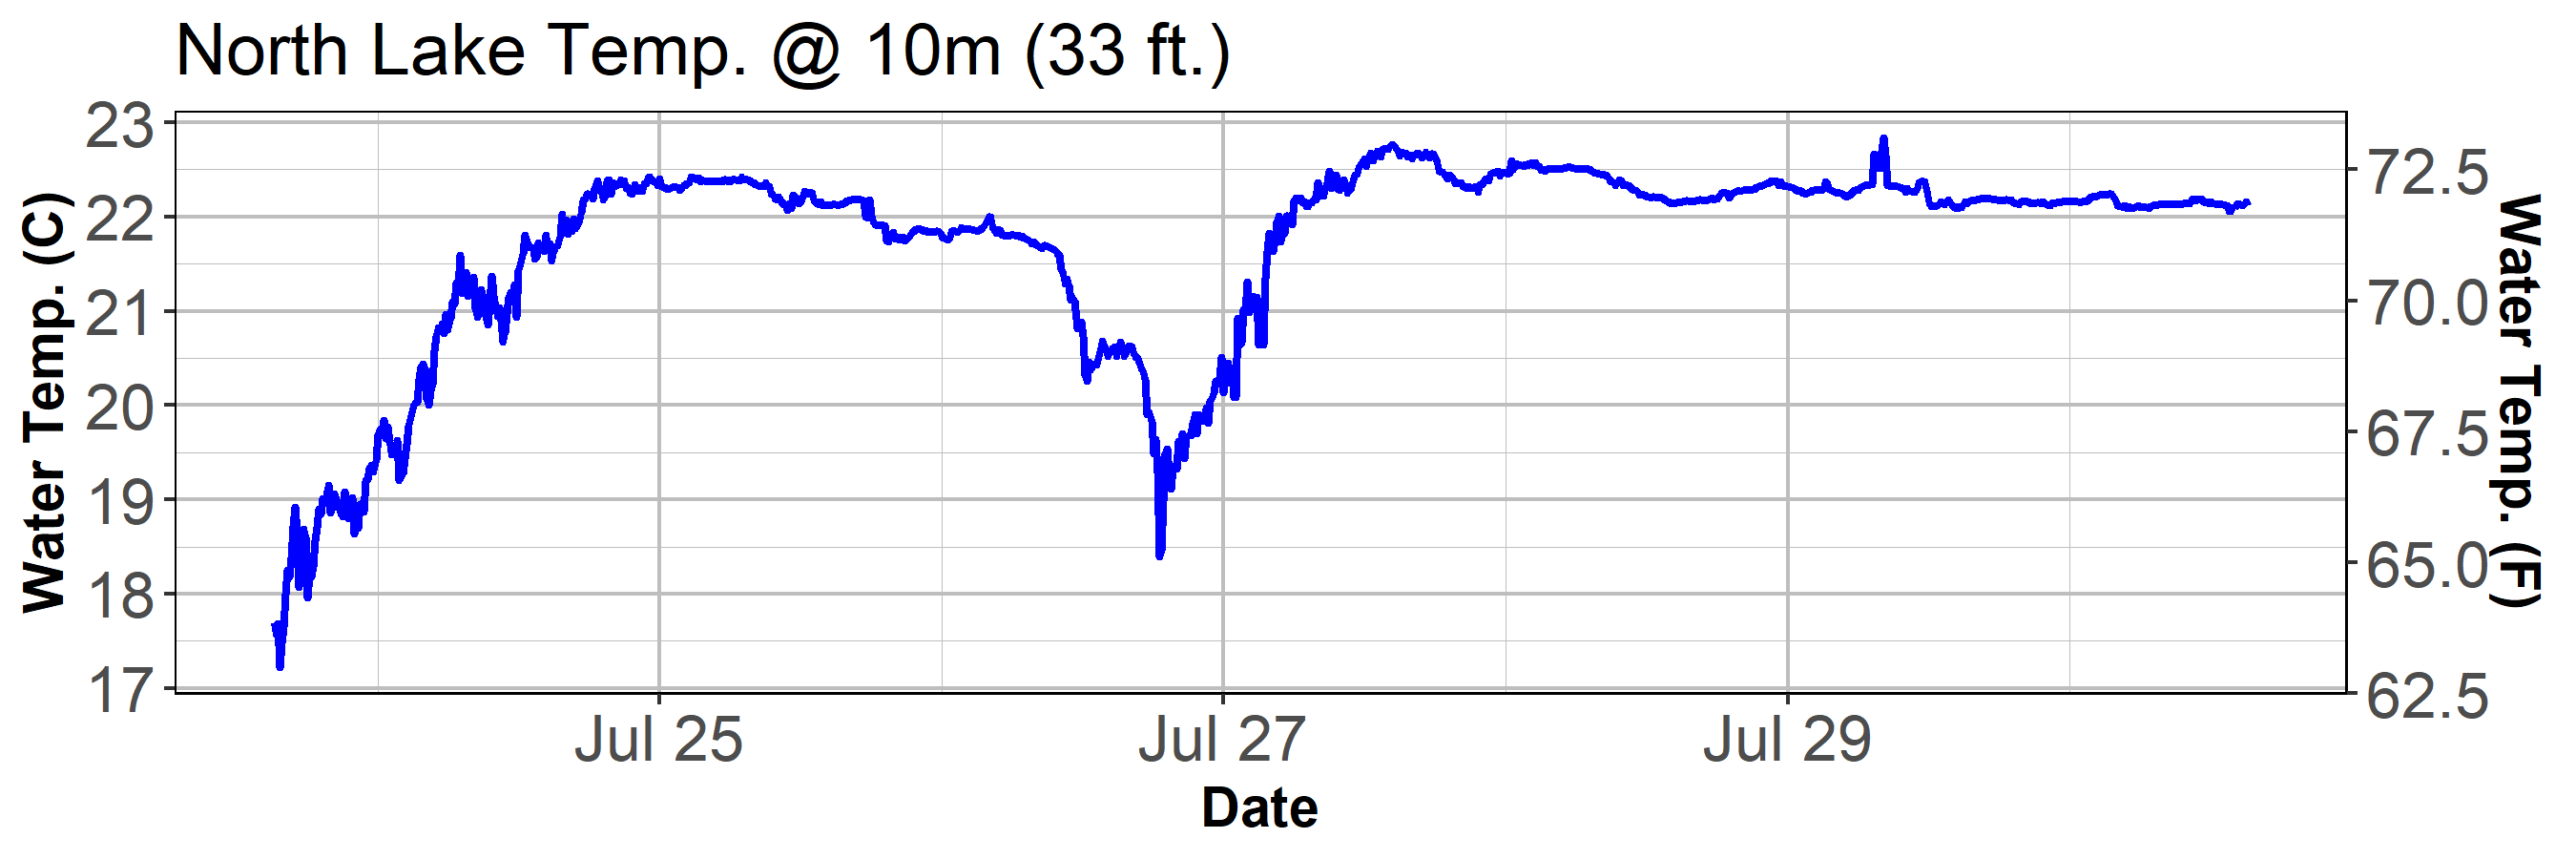 North Lake Temp. @ 10m (33 ft.)
Water Temp. (C)
23
22
21
20
19
18
17
72.5
70.0
67.5
65.0
62.5
Water Temp. (F)
Jul 25
Jul 27
Jul 29
Date